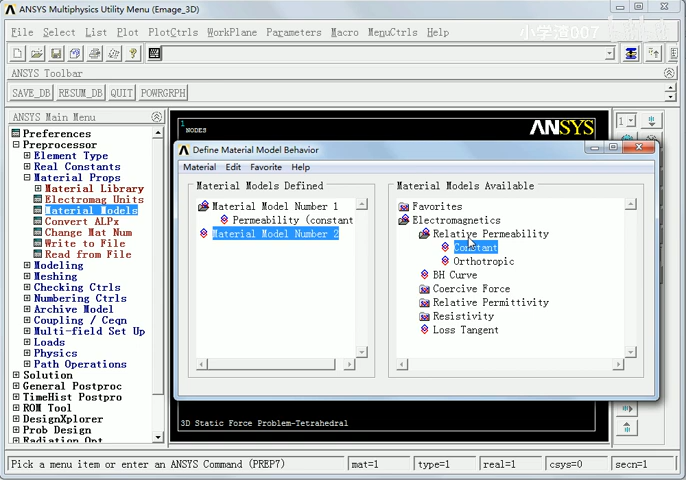 ANSYS Multiphysics Utility Menu (Emage_3D)
File Select List Plot PlotCtrls WorkPlane Parameters Macro MenuCtrls Help
ANSYS Toolbar
SAVE_DB RESUM_DB QUIT POWRGRPH
ANSYS Main Menu
Preferences
Preprocessor
Element Type
Real Constants
Material Props
Material Library
Electromag Units
Material Models
Convert ALPx
Change Mat Num
Write to File
Read from File
Modeling
Meshing
Checking Ctrls
Numbering Ctrls
Archive Model
Coupling / Ceqn
Multi-field Set Up
Loads
Physics
Path Operations
Solution
General Postproc
TimeHist Postpro
ROM Tool
DesignXplorer
Prob Design
Radiation Opt
1
NODES
ANSYS
1
Define Material Model Behavior
Material Edit Favorite Help
Material Models Defined
Material Model Number 1
Permeability (constant
Material Model Number 2
Material Models Available
Favorites
Electromagnetics
Relative Permeability
Constant
Orthotropic
BH Curve
Coercive Force
Relative Permittivity
Resistivity
Loss Tangent
3D Static Force Problem-Tetrahedral
Pick a menu item or enter an ANSYS Command (PREP7) mat=1 type=1 real=1 csys=0 secn=1